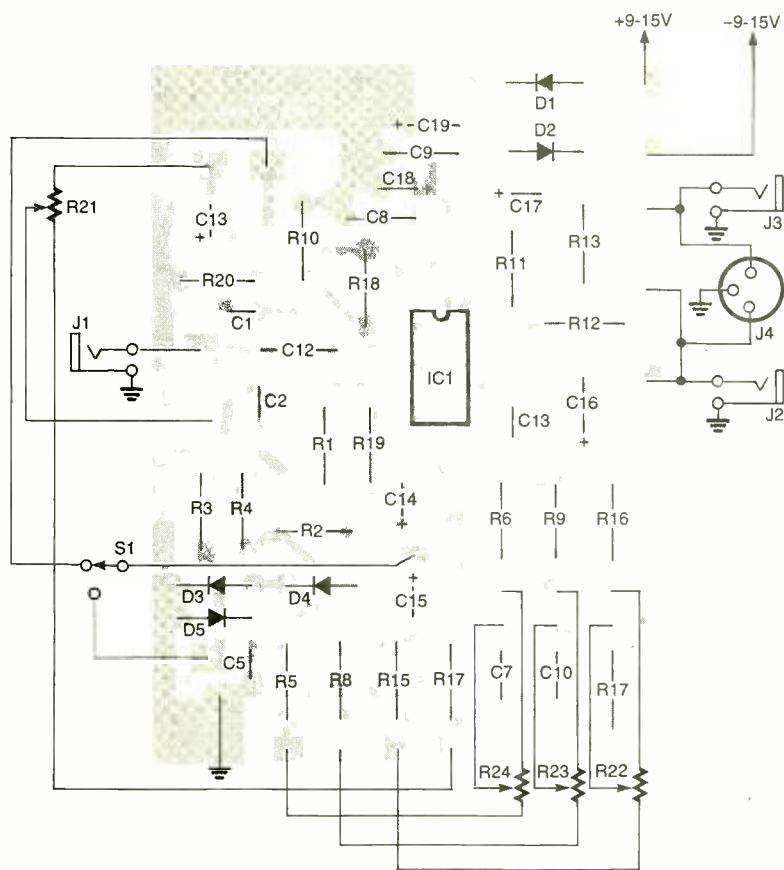 +9-15V -9-15V
D1
C19
D2
C9
C18
C17
R21
C13
C8
J3
R10
R13
R11
R20
R18
C1
R12
J4
J1
C12
IC1
C2
C16
J2
C13
R1 R19
C14
R3 R4
R6 R9 R16
R2
S1
D3 D4
C15
D5
C5
R5 R8 R15 R17 C7 C10 R17
R24 R23 R22